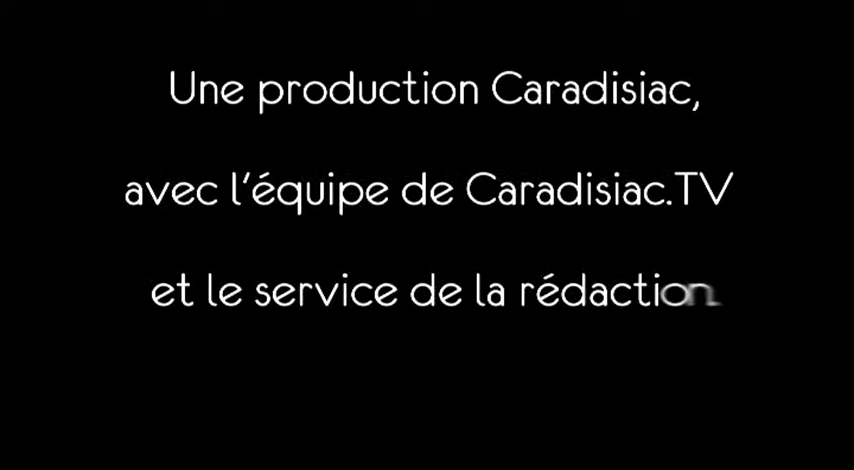 Une production Caradisiac,
avec l'équipe de Caradisiac.TV
et le service de la rédaction.